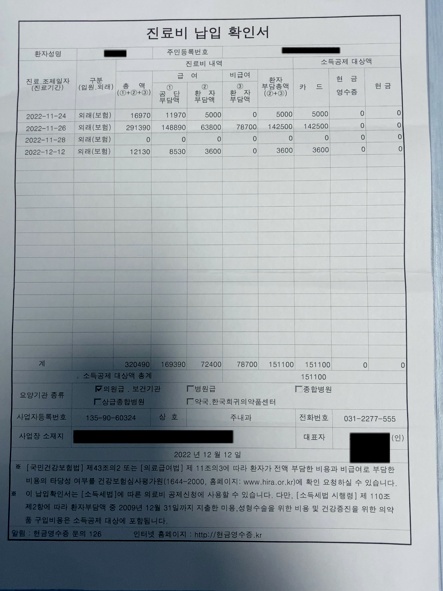 진료비 납입 확인서
환자성명 주민등록번호
진료.조제일자 (진료기간) 구분 (입원.외래) 진료비 내역 소득공제 대상액
총 액 (①+②+③) 급 여 비급여 환자 부담총액 (②+③) 카 드 현 금 영수증 현 금
① 공 단 부담액 ② 환 자 부담액 ③ 환 자 부담액
2022-11-24 외래(보험) 16970 11970 5000 0 5000 5000 0 0
2022-11-26 외래(보험) 291390 148890 63800 78700 142500 142500 0 0
2022-11-28 외래(보험) 0 0 0 0 0 0 0 0
2022-12-12 외래(보험) 12130 8530 3600 0 3600 3600 0 0
계 320490 169390 72400 78700 151100 151100 0 0
소득공제 대상액 총계 151100
요양기관 종류 의원급, 보건기관 병원급 종합병원
상급종합병원 약국,한국희귀의약품센터
사업자등록번호 135-90-60324 상 호 주내과 전화번호 031-2277-555
사업장 소재지 대표자 (인)
2022 년 12 월 12 일
※ [국민건강보험법] 제43조의2 또는 [의료급여법] 제 11조의3에 따라 환자가 전액 부담한 비용과 비급여로 부담한
비용의 타당성 여부를 건강보험심사평가원(1644-2000, 홈페이지: www.hira.or.kr)에 확인 요청하실 수 있습니다.
※ 이 납입확인서는 [소득세법]에 따른 의료비 공제신청에 사용할 수 있습니다. 다만, [소득세법 시행령] 제 110조
제2항에 따라 환자부담액 중 2009년 12월 31일까지 지출한 미용,성형수술을 위한 비용 및 건강증진을 위한 의약
품 구입비용은 소득공제 대상에 포함됩니다.
알림 : 현금영수증 문의 126 인터넷 홈페이지 : http://현금영수증.kr